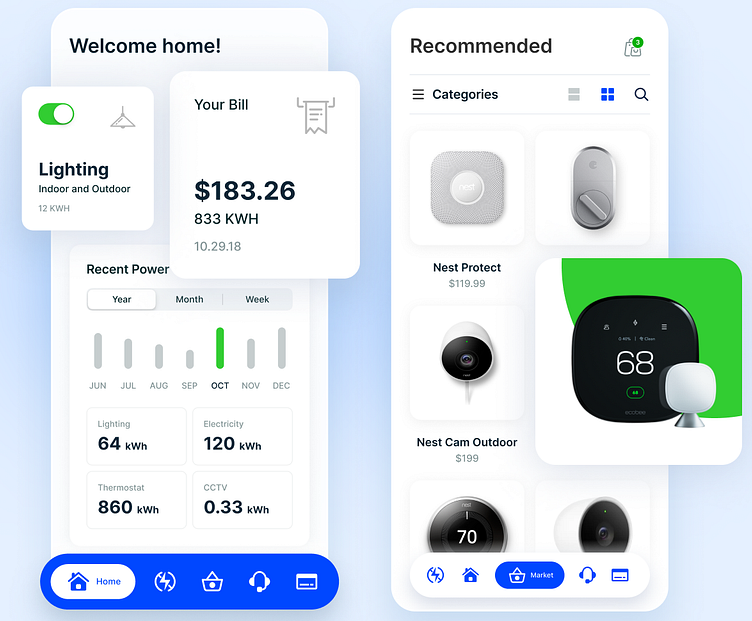 Welcome home!
Lighting
Indoor and Outdoor
12 KWH
Your Bill
$183.26
833 KWH
10.29.18
Recent Power
Year Month Week
JUN JUL AUG SEP OCT NOV DEC
Lighting
64 kWh
Electricity
120 kWh
Thermostat
860 kWh
CCTV
0.33 kWh
Home
Recommended
3
Categories
nest
Nest Protect
$119.99
Nest Cam Outdoor
$199
68
68
ecobee
nest
70
Market